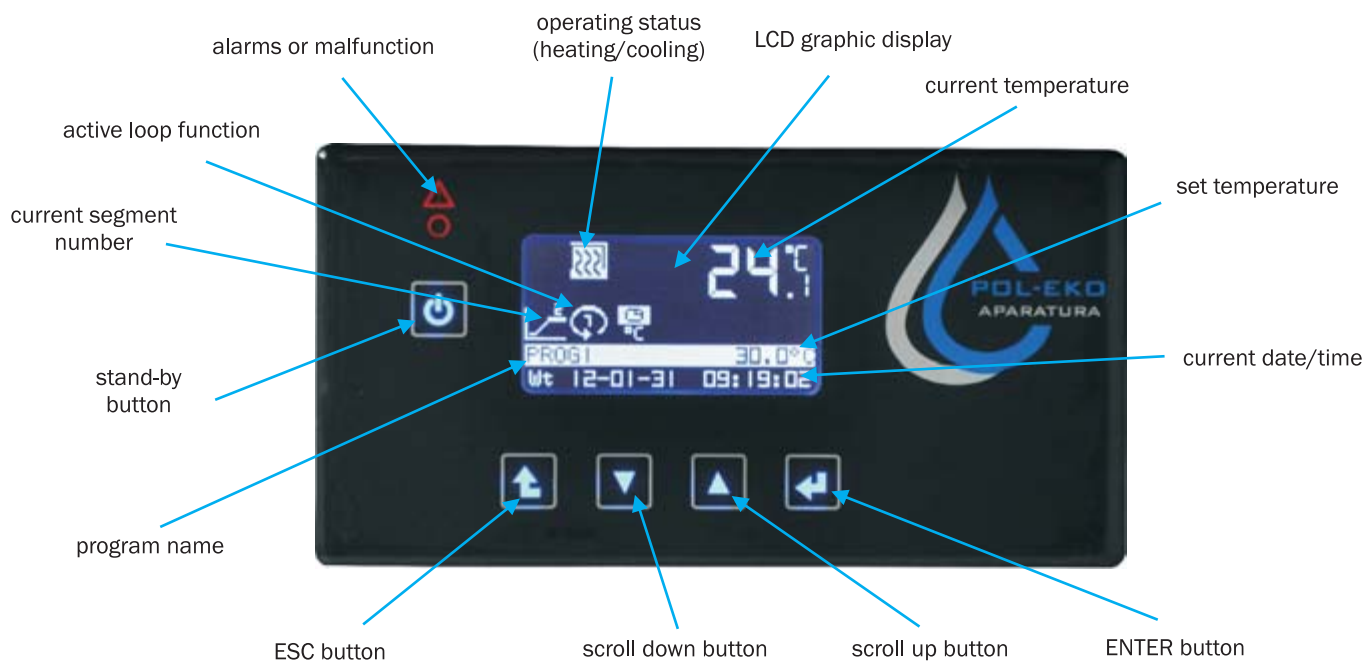 operating status
(heating/cooling)
LCD graphic display
alarms or malfunction
current temperature
active loop function
set temperature
current segment
number
24.1 °C
POL-EKO
APARATURA
PROG1 30.0°C
Wt 12-01-31 09:19:02
current date/time
stand-by
button
program name
ESC button
scroll down button
scroll up button
ENTER button